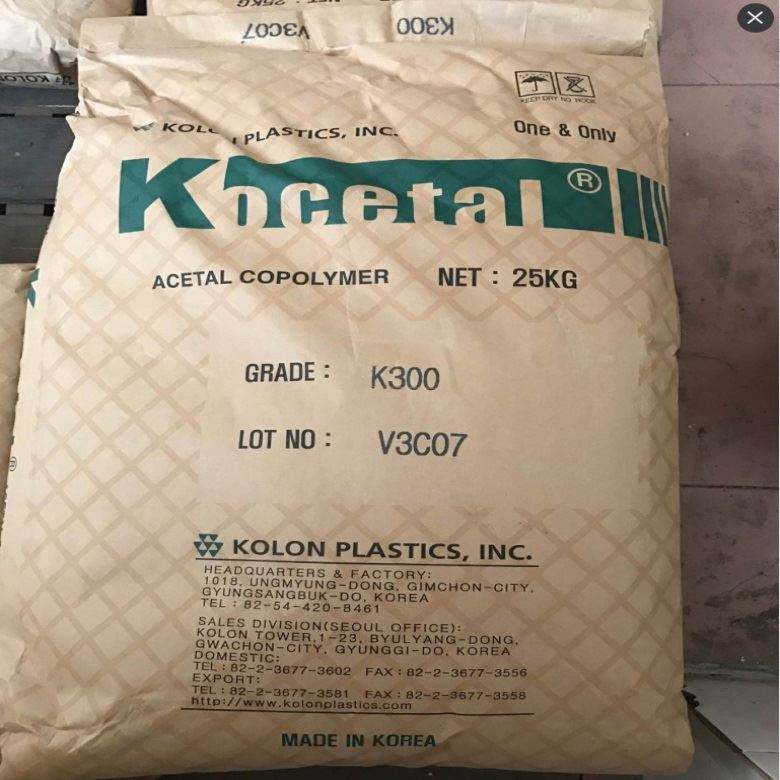 V3C07 K300
KEEP DRY NO HOOK
KOLON PLASTICS, INC.
One & Only
Kocetal®
ACETAL COPOLYMER NET : 25KG
GRADE : K300
LOT NO : V3C07
KOLON PLASTICS, INC.
HEADQUARTERS & FACTORY:
1018, UNGMYUNG-DONG, GIMCHON-CITY,
GYUNGSANGBUK-DO, KOREA
TEL : 82-54-420-8461
SALES DIVISION(SEOUL OFFICE):
KOLON TOWER,1-23, BYULYANG-DONG,
GWACHON-CITY, GYUNGGI-DO, KOREA
DOMESTIC:
TEL : 82-2-3677-3602 FAX : 82-2-3677-3556
EXPORT:
TEL : 82-2-3677-3581 FAX : 82-2-3677-3558
http://www.kolonplastics.com
MADE IN KOREA